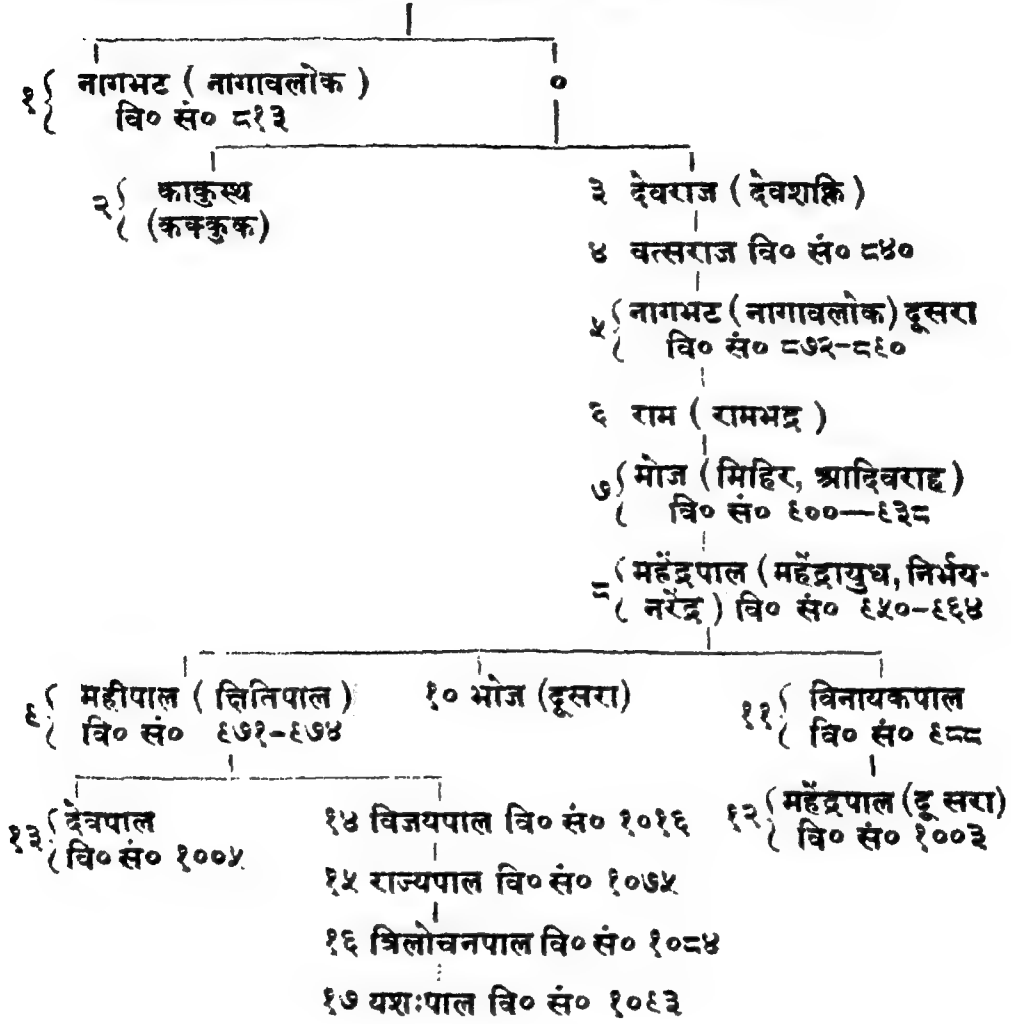 १ नागभट ( नागावलोक ) ०
वि० सं० ८१३
२ काकुस्थ
(कक्कुक)
३ देवराज ( देवशक्ति )
४ वत्सराज वि० सं० ८४०
५ नागभट (नागावलोक) दूसरा
वि० सं० ८७२-८९०
६ राम ( रामभद्र )
७ भोज (मिहिर, आदिवराह)
वि० सं० ९००—९३८
८ महेंद्रपाल (महेंद्रायुध, निर्भय-
नरेंद्र) वि० सं० ९५०-९६४
९ महीपाल ( क्षितिपाल )
वि० सं० ९७१-९७४
१० भोज (दूसरा)
११ विनायकपाल
वि० सं० ९८८
१२ महेंद्रपाल (दूसरा)
वि० सं० १००३
१३ देवपाल
वि० सं० १००५
१४ विजयपाल वि० सं० १०१६
१५ राज्यपाल वि० सं० १०७५
१६ त्रिलोचनपाल वि० सं० १०८४
१७ यशःपाल वि० सं० १०९३